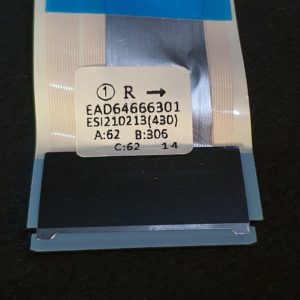 ① R →
EAD64666301
ESI210213(430)
A:62 B:306
C:62 14